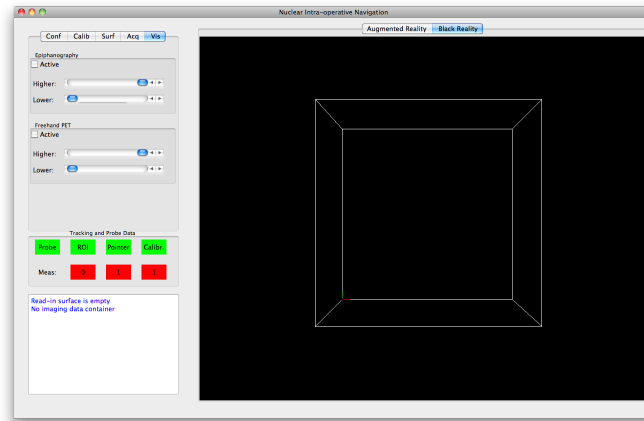 Nuclear Intra-operative Navigation
Conf Calib Surf Acq Vis
Augmented Reality Black Reality
Epiphanography
Active
Higher:
Lower:
Freehand PET
Active
Higher:
Lower:
Tracking and Probe Data
Probe ROI Pointer Calibr.
Meas: 0 1 1
Read-in surface is empty
No imaging data container